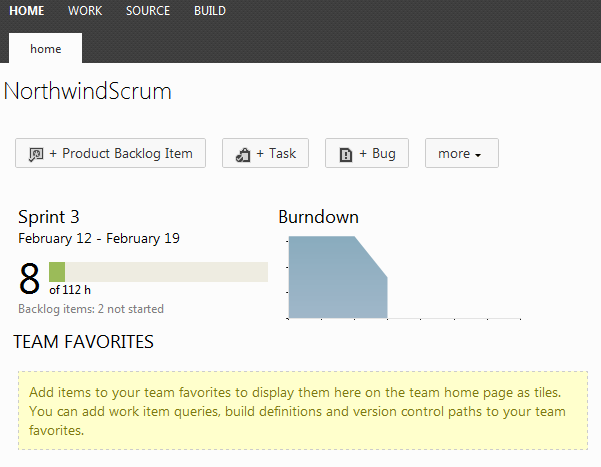 HOME WORK SOURCE BUILD
home
NorthwindScrum
+ Product Backlog Item + Task + Bug more
Sprint 3 Burndown
February 12 - February 19
8
of 112 h
Backlog items: 2 not started
TEAM FAVORITES
Add items to your team favorites to display them here on the team home page as tiles.
You can add work item queries, build definitions and version control paths to your team
favorites.